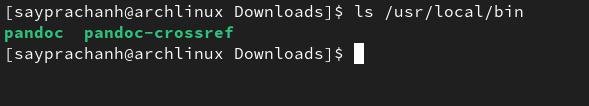 [sayprachanh@archlinux Downloads]$ ls /usr/local/bin
pandoc  pandoc-crossref
[sayprachanh@archlinux Downloads]$